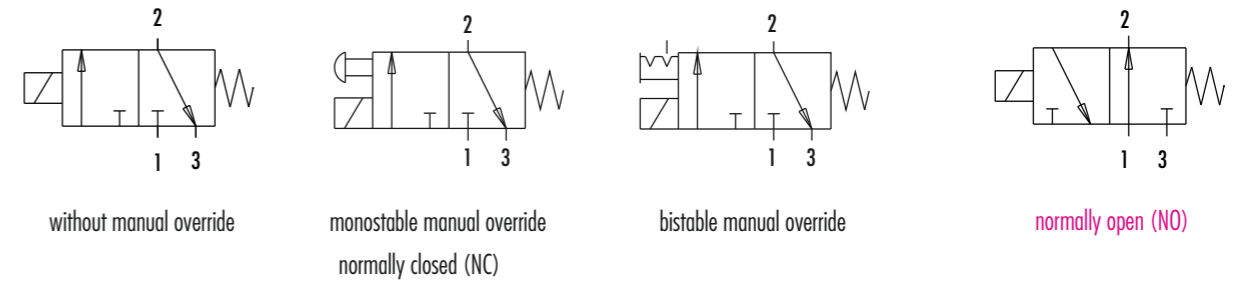 2
1 3
without manual override
2
1 3
monostable manual override
normally closed (NC)
2
1 3
bistable manual override
2
1 3
normally open (NO)